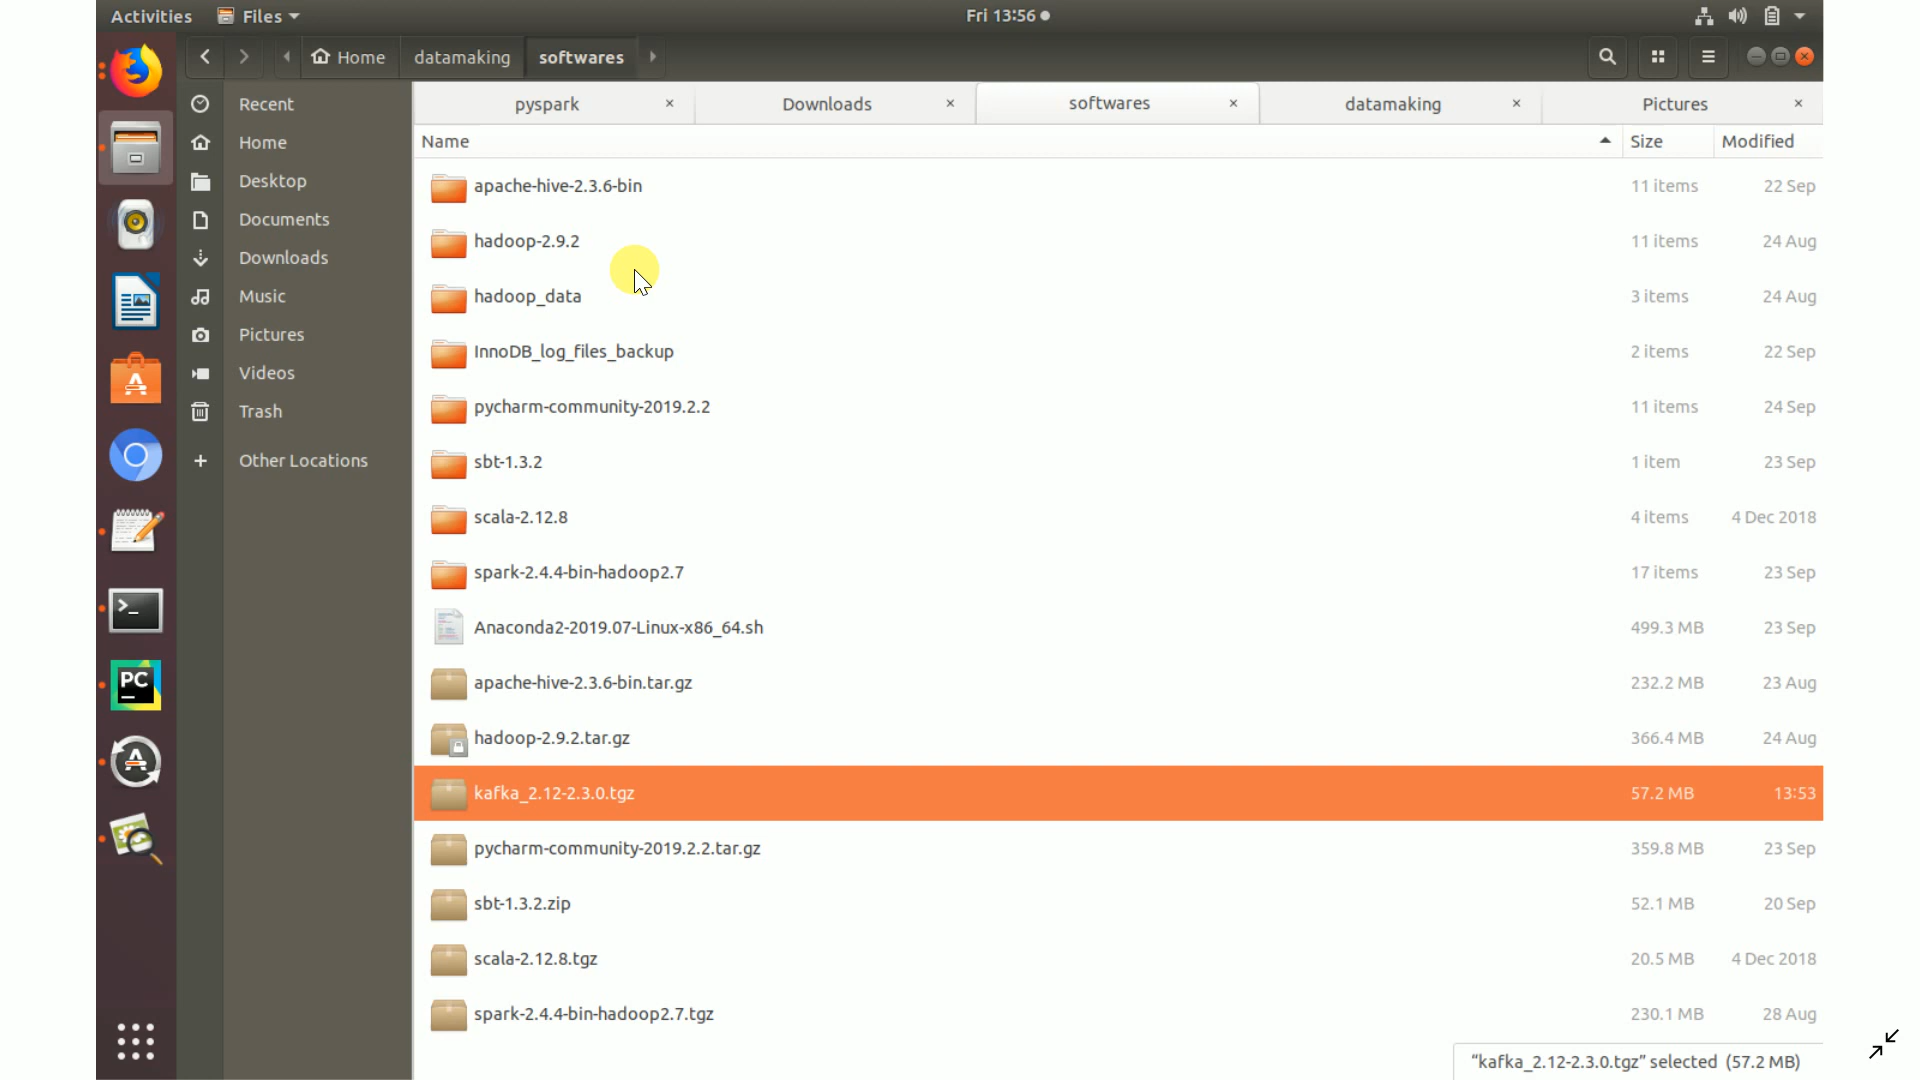 Activities Files Fri 13:56
Home datamaking softwares
pyspark Downloads softwares datamaking Pictures
Recent
Home
Desktop
Documents
Downloads
Music
Pictures
Videos
Trash
+ Other Locations
Name Size Modified
apache-hive-2.3.6-bin 11 items 22 Sep
hadoop-2.9.2 11 items 24 Aug
hadoop_data 3 items 24 Aug
InnoDB_log_files_backup 2 items 22 Sep
pycharm-community-2019.2.2 11 items 24 Sep
sbt-1.3.2 1 item 23 Sep
scala-2.12.8 4 items 4 Dec 2018
spark-2.4.4-bin-hadoop2.7 17 items 23 Sep
Anaconda2-2019.07-Linux-x86_64.sh 499.3 MB 23 Sep
apache-hive-2.3.6-bin.tar.gz 232.2 MB 23 Aug
hadoop-2.9.2.tar.gz 366.4 MB 24 Aug
kafka_2.12-2.3.0.tgz 57.2 MB 13:53
pycharm-community-2019.2.2.tar.gz 359.8 MB 23 Sep
sbt-1.3.2.zip 52.1 MB 20 Sep
scala-2.12.8.tgz 20.5 MB 4 Dec 2018
spark-2.4.4-bin-hadoop2.7.tgz 230.1 MB 28 Aug
PC
"kafka_2.12-2.3.0.tgz" selected (57.2 MB)